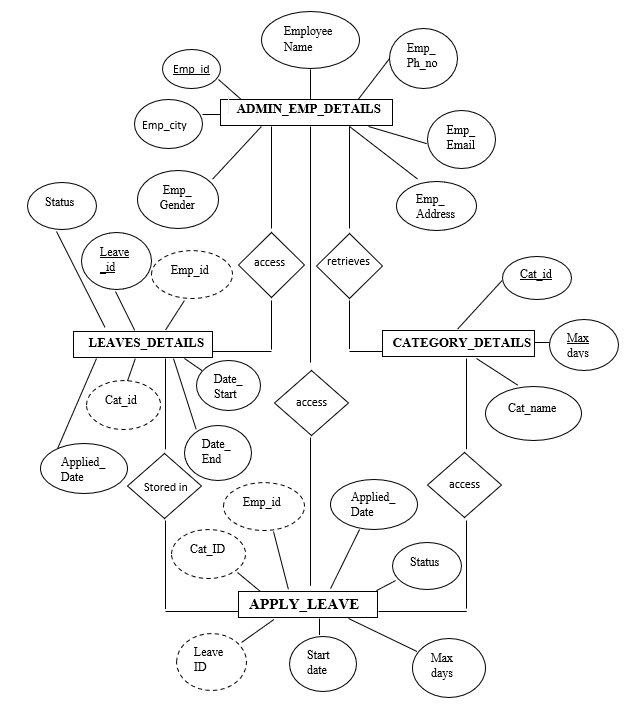 Employee
Name
Emp_
Ph_no
Emp_id
ADMIN_EMP_DETAILS
Emp_city
Emp_
Email
Emp_
Gender
Emp_
Address
Status
Leave
_id
Emp_id
access
retrieves
Cat_id
LEAVES_DETAILS
CATEGORY_DETAILS
Max
days
Date_
Start
Cat_id
access
Cat_name
Date_
End
Applied_
Date
Stored in
Emp_id
Applied_
Date
access
Cat_ID
Status
APPLY_LEAVE
Leave
ID
Start
date
Max
days